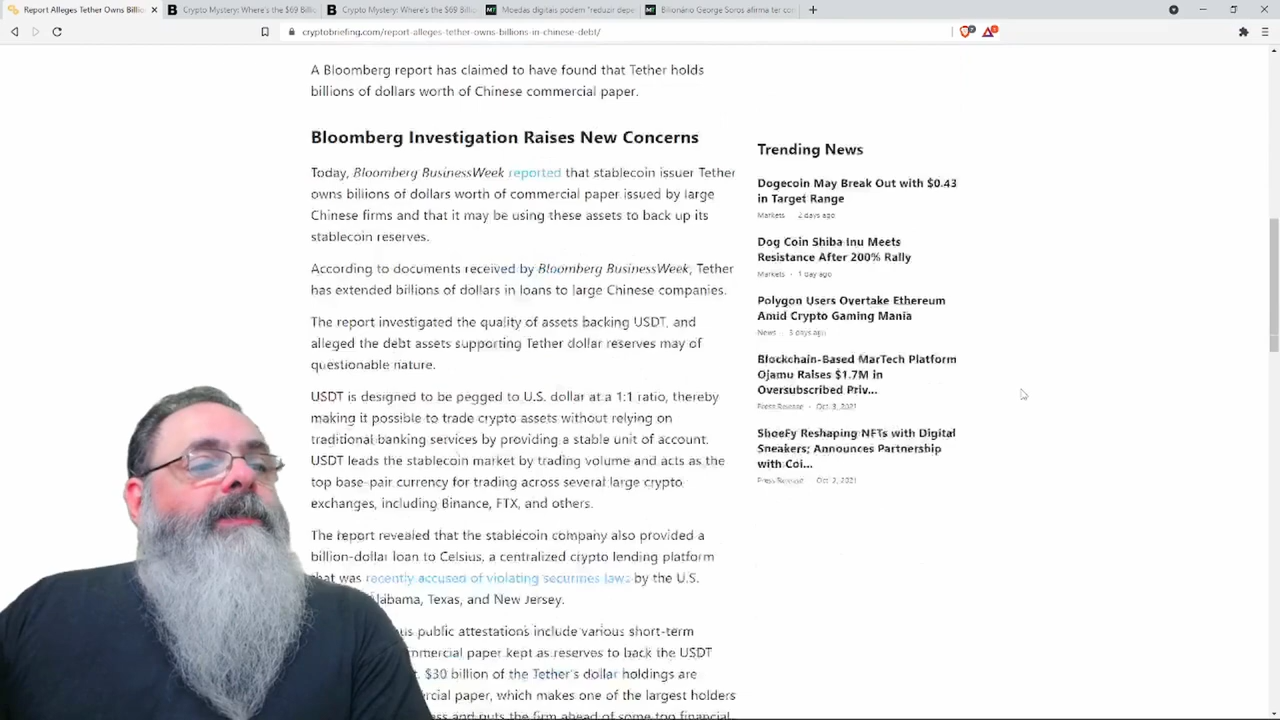 Report Alleges Tether Owns Billio
Crypto Mystery: Where's the $69 Billi
Crypto Mystery: Where's the $69 Billi
Moedas digitais podem "reduzir depe
Bilionário George Soros afirma ter co
cryptobriefing.com/report-alleges-tether-owns-billions-in-chinese-debt/
A Bloomberg report has claimed to have found that Tether holds
billions of dollars worth of Chinese commercial paper.
Bloomberg Investigation Raises New Concerns
Today, Bloomberg BusinessWeek reported that stablecoin issuer Tether
owns billions of dollars worth of commercial paper issued by large
Chinese firms and that it may be using these assets to back up its
stablecoin reserves.
According to documents received by Bloomberg BusinessWeek, Tether
has extended billions of dollars in loans to large Chinese companies.
The report investigated the quality of assets backing USDT, and
alleged the debt assets supporting Tether dollar reserves may of
questionable nature.
USDT is designed to be pegged to U.S. dollar at a 1:1 ratio, thereby
making it possible to trade crypto assets without relying on
traditional banking services by providing a stable unit of account.
USDT leads the stablecoin market by trading volume and acts as the
top base-pair currency for trading across several large crypto
exchanges, including Binance, FTX, and others.
The report revealed that the stablecoin company also provided a
billion-dollar loan to Celsius, a centralized crypto lending platform
that was recently accused of violating securities laws by the U.S.
labama, Texas, and New Jersey.
us public attestations include various short-term
mmercial paper kept as reserves to back the USDT
$30 billion of the Tether's dollar holdings are
rcial paper, which makes one of the largest holders
ess and puts the firm ahead of some top financial
Trending News
Dogecoin May Break Out with $0.43
in Target Range
Markets · 2 days ago
Dog Coin Shiba Inu Meets
Resistance After 200% Rally
Markets · 1 day ago
Polygon Users Overtake Ethereum
Amid Crypto Gaming Mania
News · 3 days ago
Blockchain-Based MarTech Platform
Ojamu Raises $1.7M in
Oversubscribed Priv...
Press Release · Oct. 3, 2021
ShoeFy Reshaping NFTs with Digital
Sneakers; Announces Partnership
with Coi...
Press Release · Oct. 2, 2021